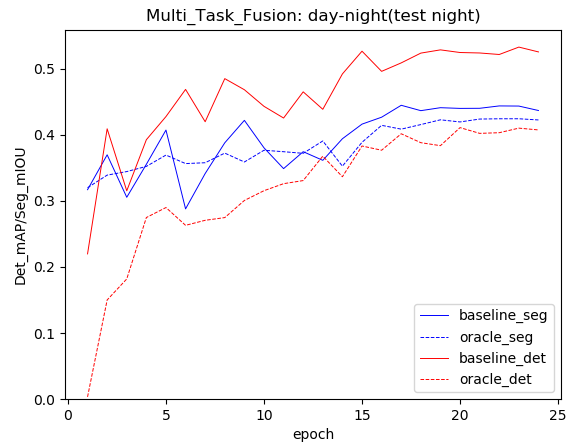 Multi_Task_Fusion: day-night(test night)
Det_mAP/Seg_mIOU
0.5
0.4
0.3
0.2
0.1
0.0
0 5 10 15 20 25
epoch
baseline_seg
oracle_seg
baseline_det
oracle_det